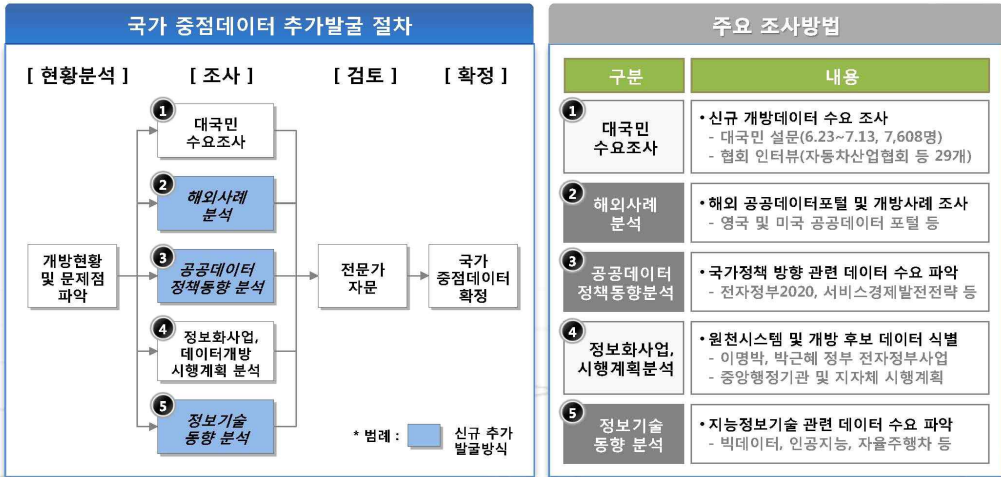 국가 중점데이터 추가발굴 절차
[ 현황분석 ]
[ 조사 ]
[ 검토 ]
[ 확정 ]
개방현황
및 문제점
파악
1
대국민
수요조사
2
해외사례
분석
3
공공데이터
정책동향 분석
4
정보화사업,
데이터개방
시행계획 분석
5
정보기술
동향 분석
전문가
자문
국가
중점데이터
확정
* 범례 :
신규 추가
발굴방식
주요 조사방법
구분
내용
1
대국민
수요조사
• 신규 개방데이터 수요 조사
- 대국민 설문(6.23~7.13, 7,608명)
- 협회 인터뷰(자동차산업협회 등 29개)
2
해외사례
분석
• 해외 공공데이터포털 및 개방사례 조사
- 영국 및 미국 공공데이터 포털 등
3
공공데이터
정책동향분석
• 국가정책 방향 관련 데이터 수요 파악
- 전자정부2020, 서비스경제발전전략 등
4
정보화사업,
시행계획분석
• 원천시스템 및 개방 후보 데이터 식별
- 이명박, 박근혜 정부 전자정부사업
- 중앙행정기관 및 지자체 시행계획
5
정보기술
동향 분석
• 지능정보기술 관련 데이터 수요 파악
- 빅데이터, 인공지능, 자율주행차 등